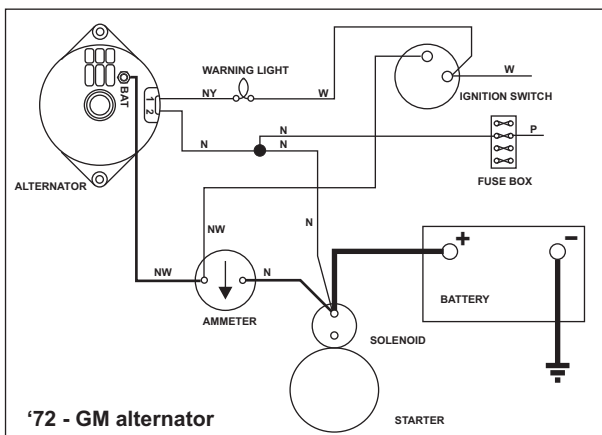 WARNING LIGHT
NY
W
W
IGNITION SWITCH
BAT
1
2
N
N
N
P
FUSE BOX
ALTERNATOR
N
NW
NW
N
AMMETER
+
-
BATTERY
SOLENOID
STARTER
‘72 - GM alternator